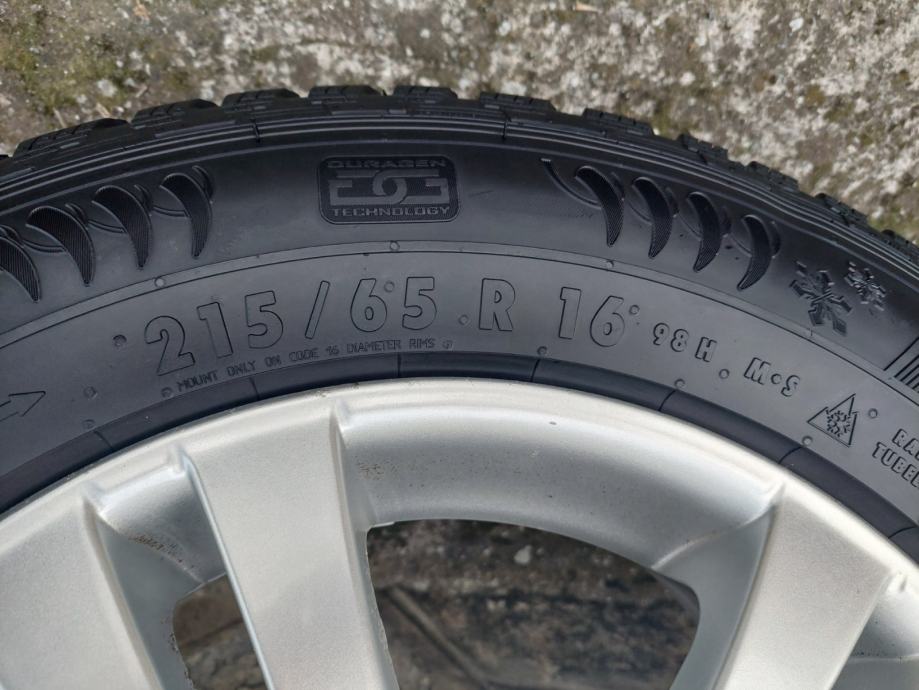 DURAGEN
TECHNOLOGY
215/65 R 16 98H M•S
MOUNT ONLY ON CODE 16 DIAMETER RIMS